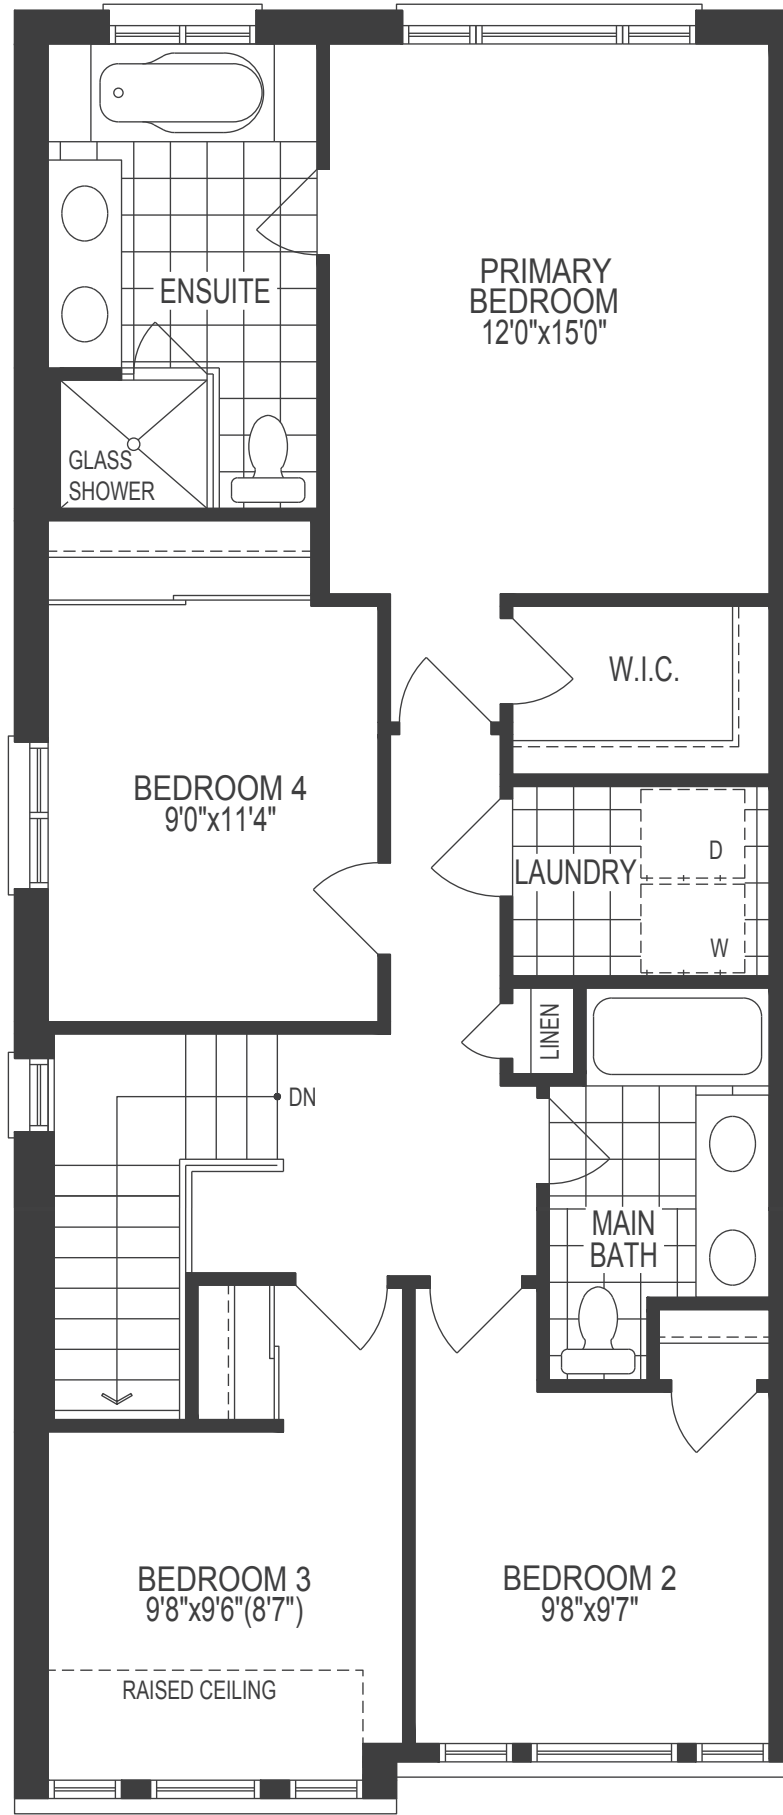 PRIMARY
BEDROOM
12'0"x15'0"
ENSUITE
GLASS
SHOWER
W.I.C.
BEDROOM 4
9'0"x11'4"
D
LAUNDRY
W
LINEN
DN
MAIN
BATH
BEDROOM 3
9'8"x9'6"(8'7")
BEDROOM 2
9'8"x9'7"
RAISED CEILING